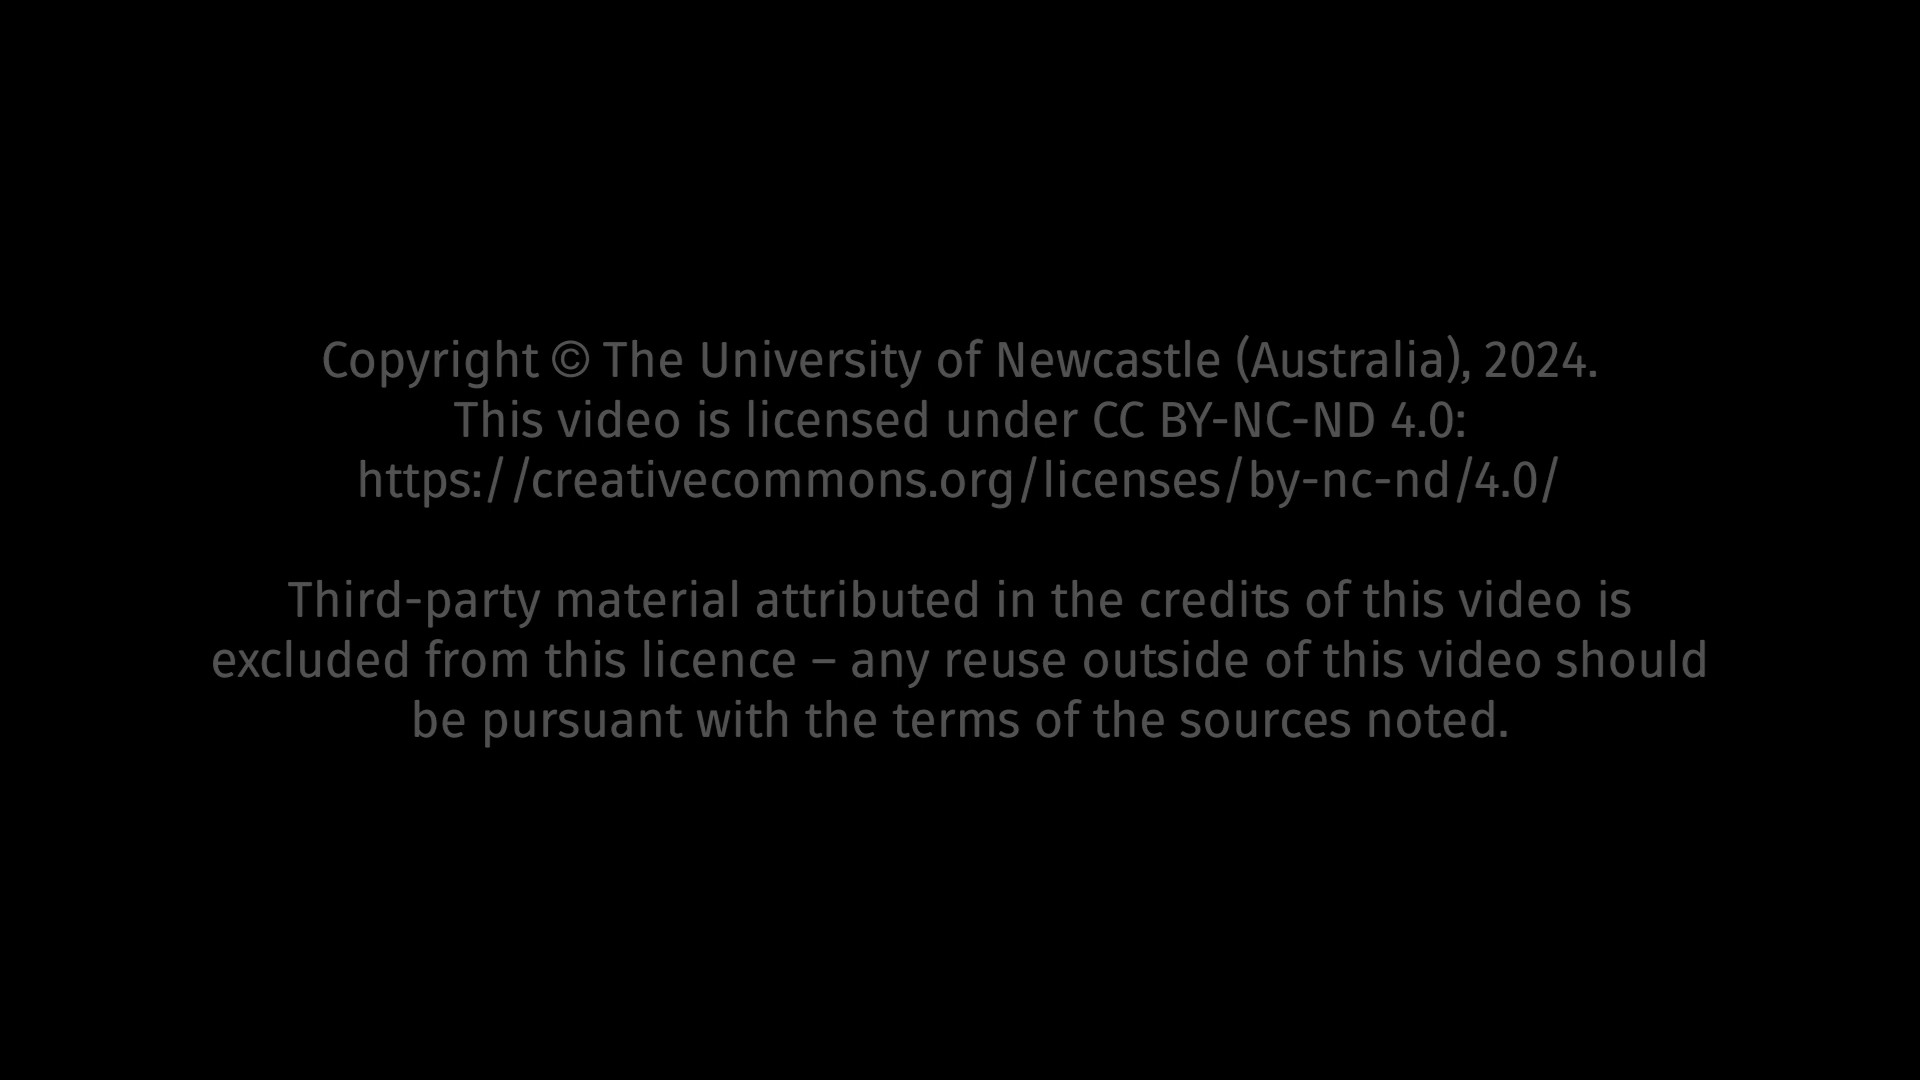 Copyright © The University of Newcastle (Australia), 2024.
This video is licensed under CC BY-NC-ND 4.0:
https://creativecommons.org/licenses/by-nc-nd/4.0/
Third-party material attributed in the credits of this video is
excluded from this licence – any reuse outside of this video should
be pursuant with the terms of the sources noted.